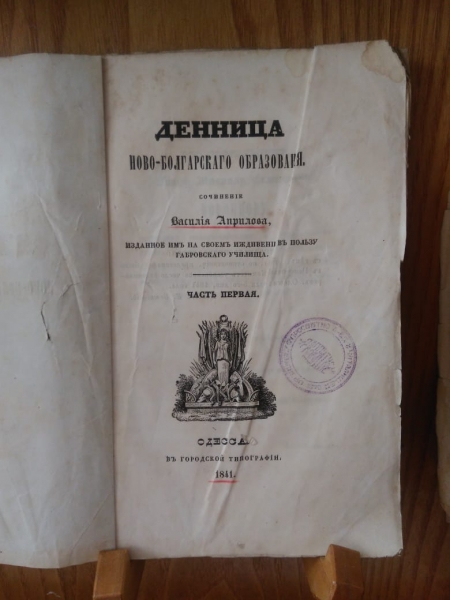 ДЕННИЦА
НОВО-БОЛГАРСКАГО ОБРАЗОВАНІЯ.
СОЧИНЕНІЕ
Василія Априлова,
ИЗДАННОЕ ИМЪ НА СВОЕМЪ ИЖДИВЕНІИ ВЪ ПОЛЬЗУ
ГАБРОВСКАГО УЧИЛИЩА.
ЧАСТЬ ПЕРВАЯ.
ОДЕССА.
ВЪ ГОРОДСКОЙ ТИПОГРАФІИ.
1841.